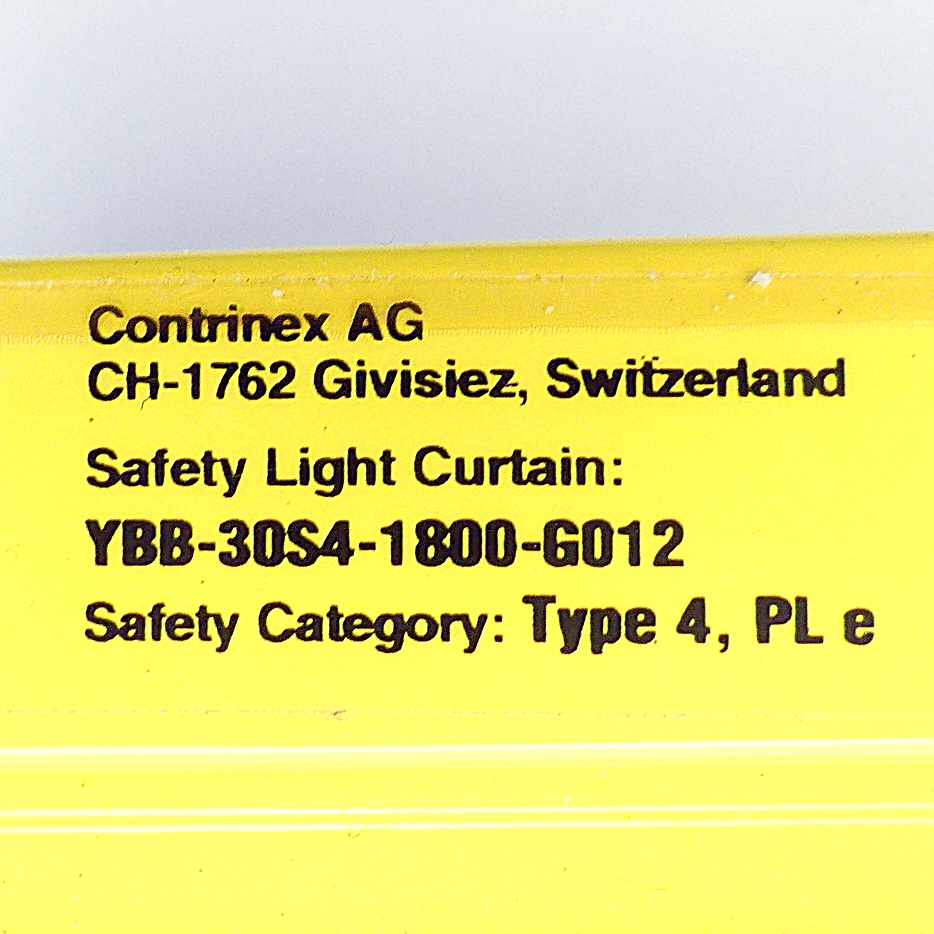 Contrinex AG
CH-1762 Givisiez, Switzerland
Safety Light Curtain:
YBB-30S4-1800-G012
Safety Category: Type 4, PL e